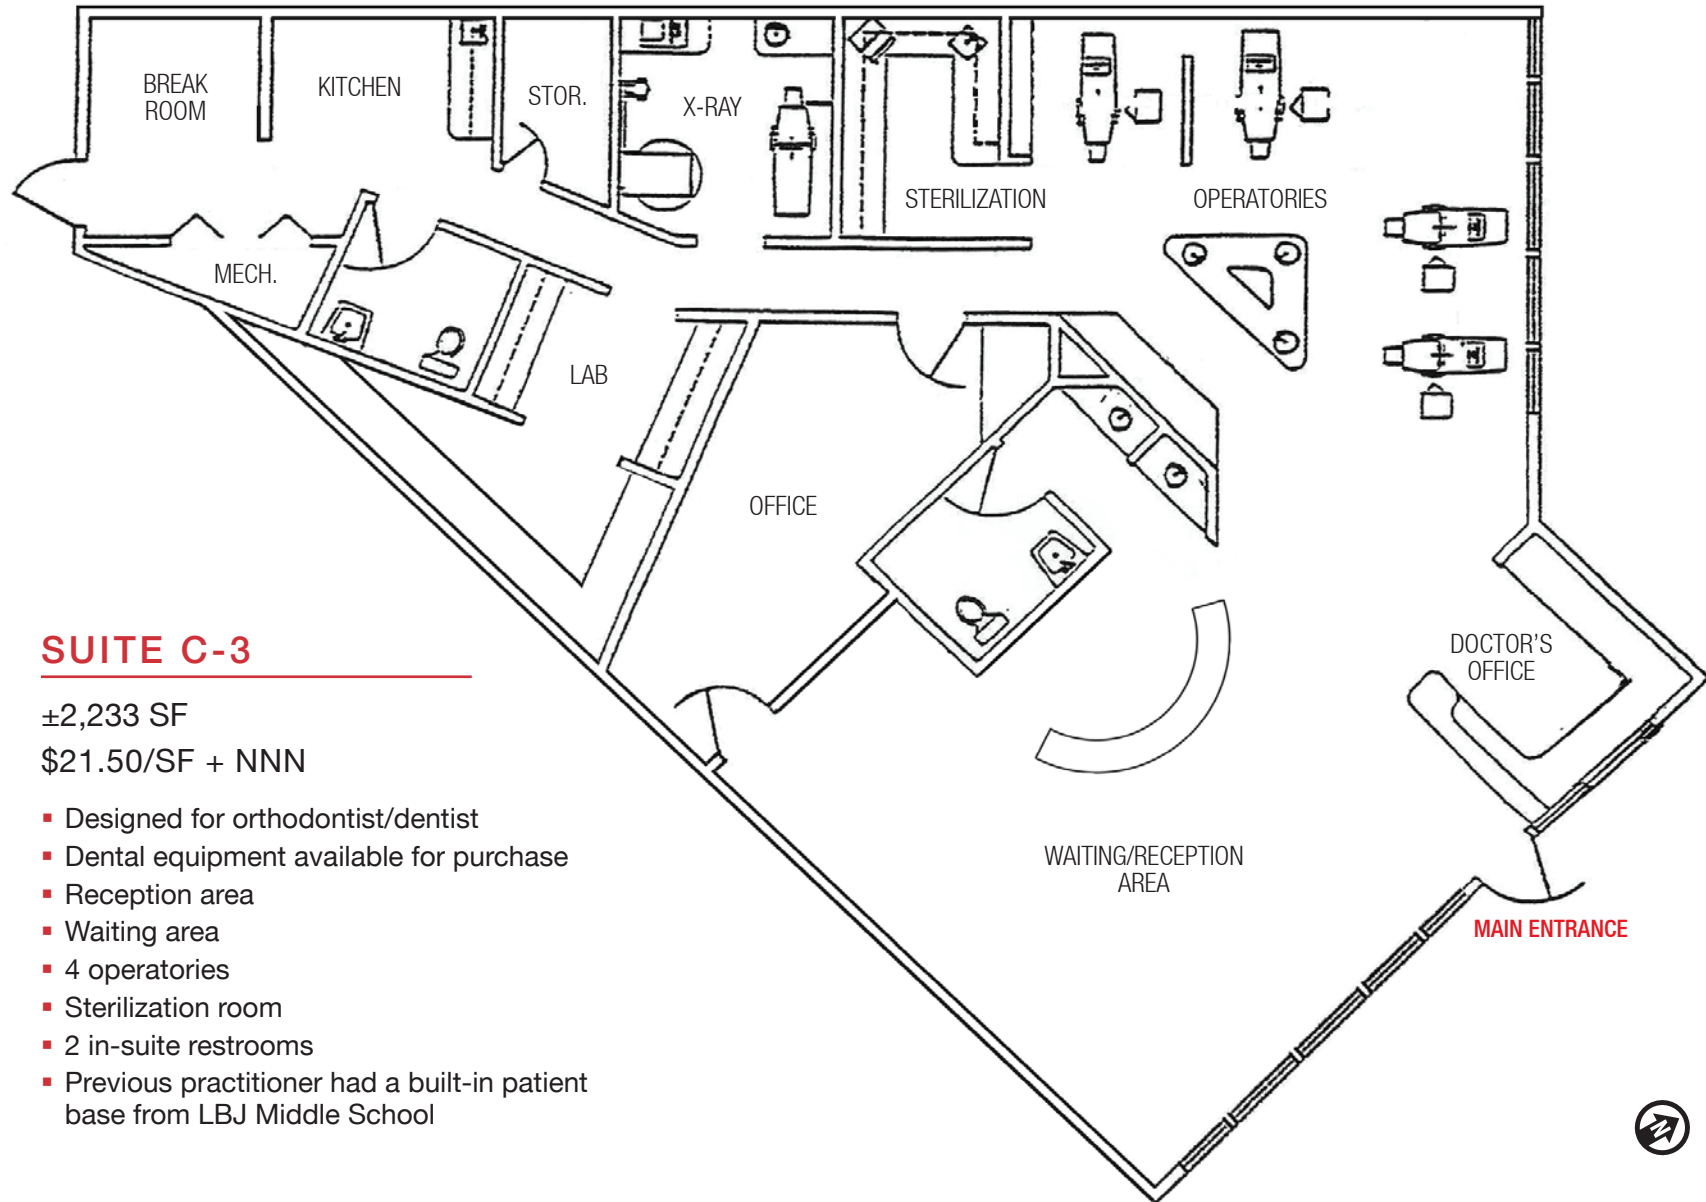 BREAK
ROOM
KITCHEN
STOR.
X-RAY
STERILIZATION
OPERATORIES
MECH.
LAB
OFFICE
DOCTOR'S
OFFICE
WAITING/RECEPTION
AREA
MAIN ENTRANCE
SUITE C-3
±2,233 SF
$21.50/SF + NNN
▪ Designed for orthodontist/dentist
▪ Dental equipment available for purchase
▪ Reception area
▪ Waiting area
▪ 4 operatories
▪ Sterilization room
▪ 2 in-suite restrooms
▪ Previous practitioner had a built-in patient
base from LBJ Middle School
N